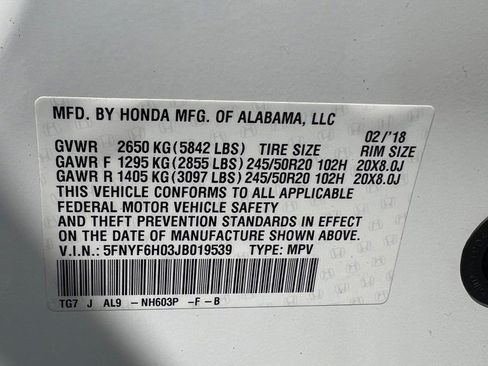 MFD. BY HONDA MFG. OF ALABAMA, LLC
02/'18
GVWR 2650 KG (5842 LBS) TIRE SIZE RIM SIZE
GAWR F 1295 KG (2855 LBS) 245/50R20 102H 20X8.0J
GAWR R 1405 KG (3097 LBS) 245/50R20 102H 20X8.0J
THIS VEHICLE CONFORMS TO ALL APPLICABLE
FEDERAL MOTOR VEHICLE SAFETY
AND THEFT PREVENTION STANDARDS IN EFFECT
ON THE DATE OF MANUFACTURE SHOWN ABOVE.
V.I.N.: 5FNYF6H03JB019539 TYPE: MPV
TG7 J AL9 -NH603P -F-B